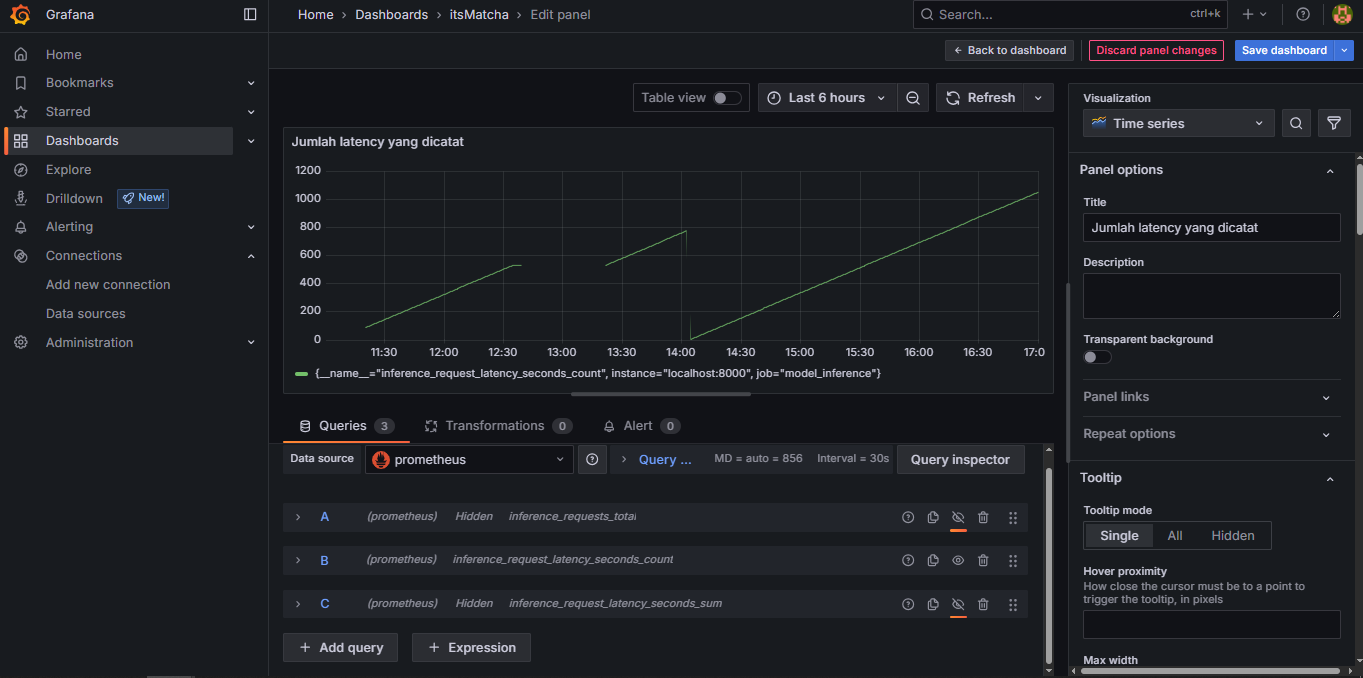 Grafana
Home › Dashboards › itsMatcha › Edit panel
Search... ctrl+k
Home
Bookmarks
Starred
Dashboards
Explore
Drilldown New!
Alerting
Connections
Add new connection
Data sources
Administration
Back to dashboard Discard panel changes Save dashboard
Table view Last 6 hours Refresh
Jumlah latency yang dicatat
1200
1000
800
600
400
200
0
11:30 12:00 12:30 13:00 13:30 14:00 14:30 15:00 15:30 16:00 16:30 17:0
{__name__="inference_request_latency_seconds_count", instance="localhost:8000", job="model_inference"}
Queries 3 Transformations 0 Alert 0
Data source prometheus Query ... MD = auto = 856 Interval = 30s Query inspector
A (prometheus) Hidden inference_requests_total
B (prometheus) inference_request_latency_seconds_count
C (prometheus) Hidden inference_request_latency_seconds_sum
+ Add query + Expression
Visualization
Time series
Panel options
Title
Jumlah latency yang dicatat
Description
Transparent background
Panel links
Repeat options
Tooltip
Tooltip mode
Single All Hidden
Hover proximity
How close the cursor must be to a point to
trigger the tooltip, in pixels
Max width